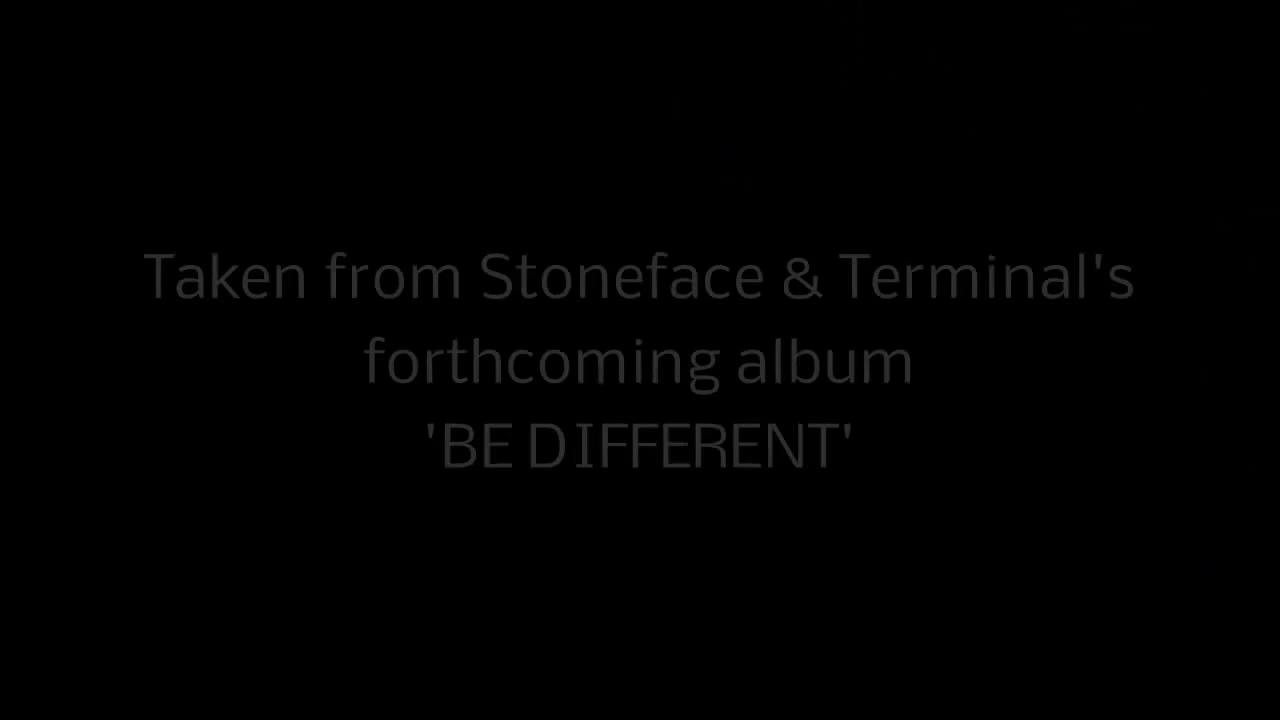 Taken from Stoneface & Terminal's
forthcoming album
'BE DIFFERENT'